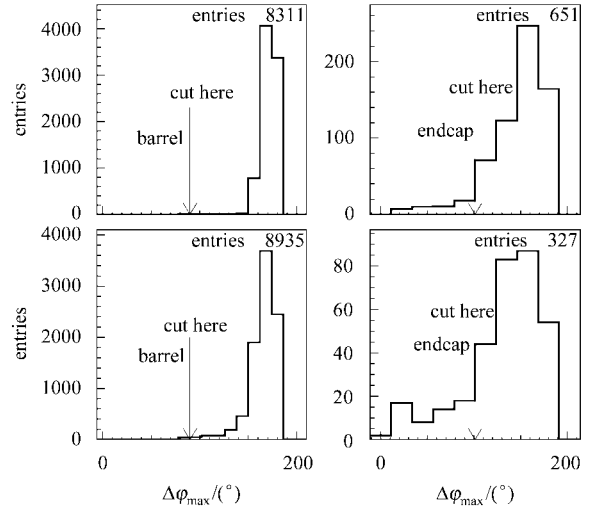 entries 8311
4000
3000
2000
1000
0
entries
cut here
barrel
entries 651
200
100
0
cut here
endcap
entries 8935
4000
3000
2000
1000
0
entries
cut here
barrel
0 200
Δφmax/(°)
entries 327
80
60
40
20
0
cut here
endcap
0 200
Δφmax/(°)